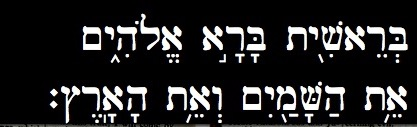 בְּרֵאשִׁ֖ית בָּרָ֣א אֱלֹהִ֑ים
אֵ֥ת הַשָּׁמַ֖יִם וְאֵ֥ת הָאָֽרֶץ׃